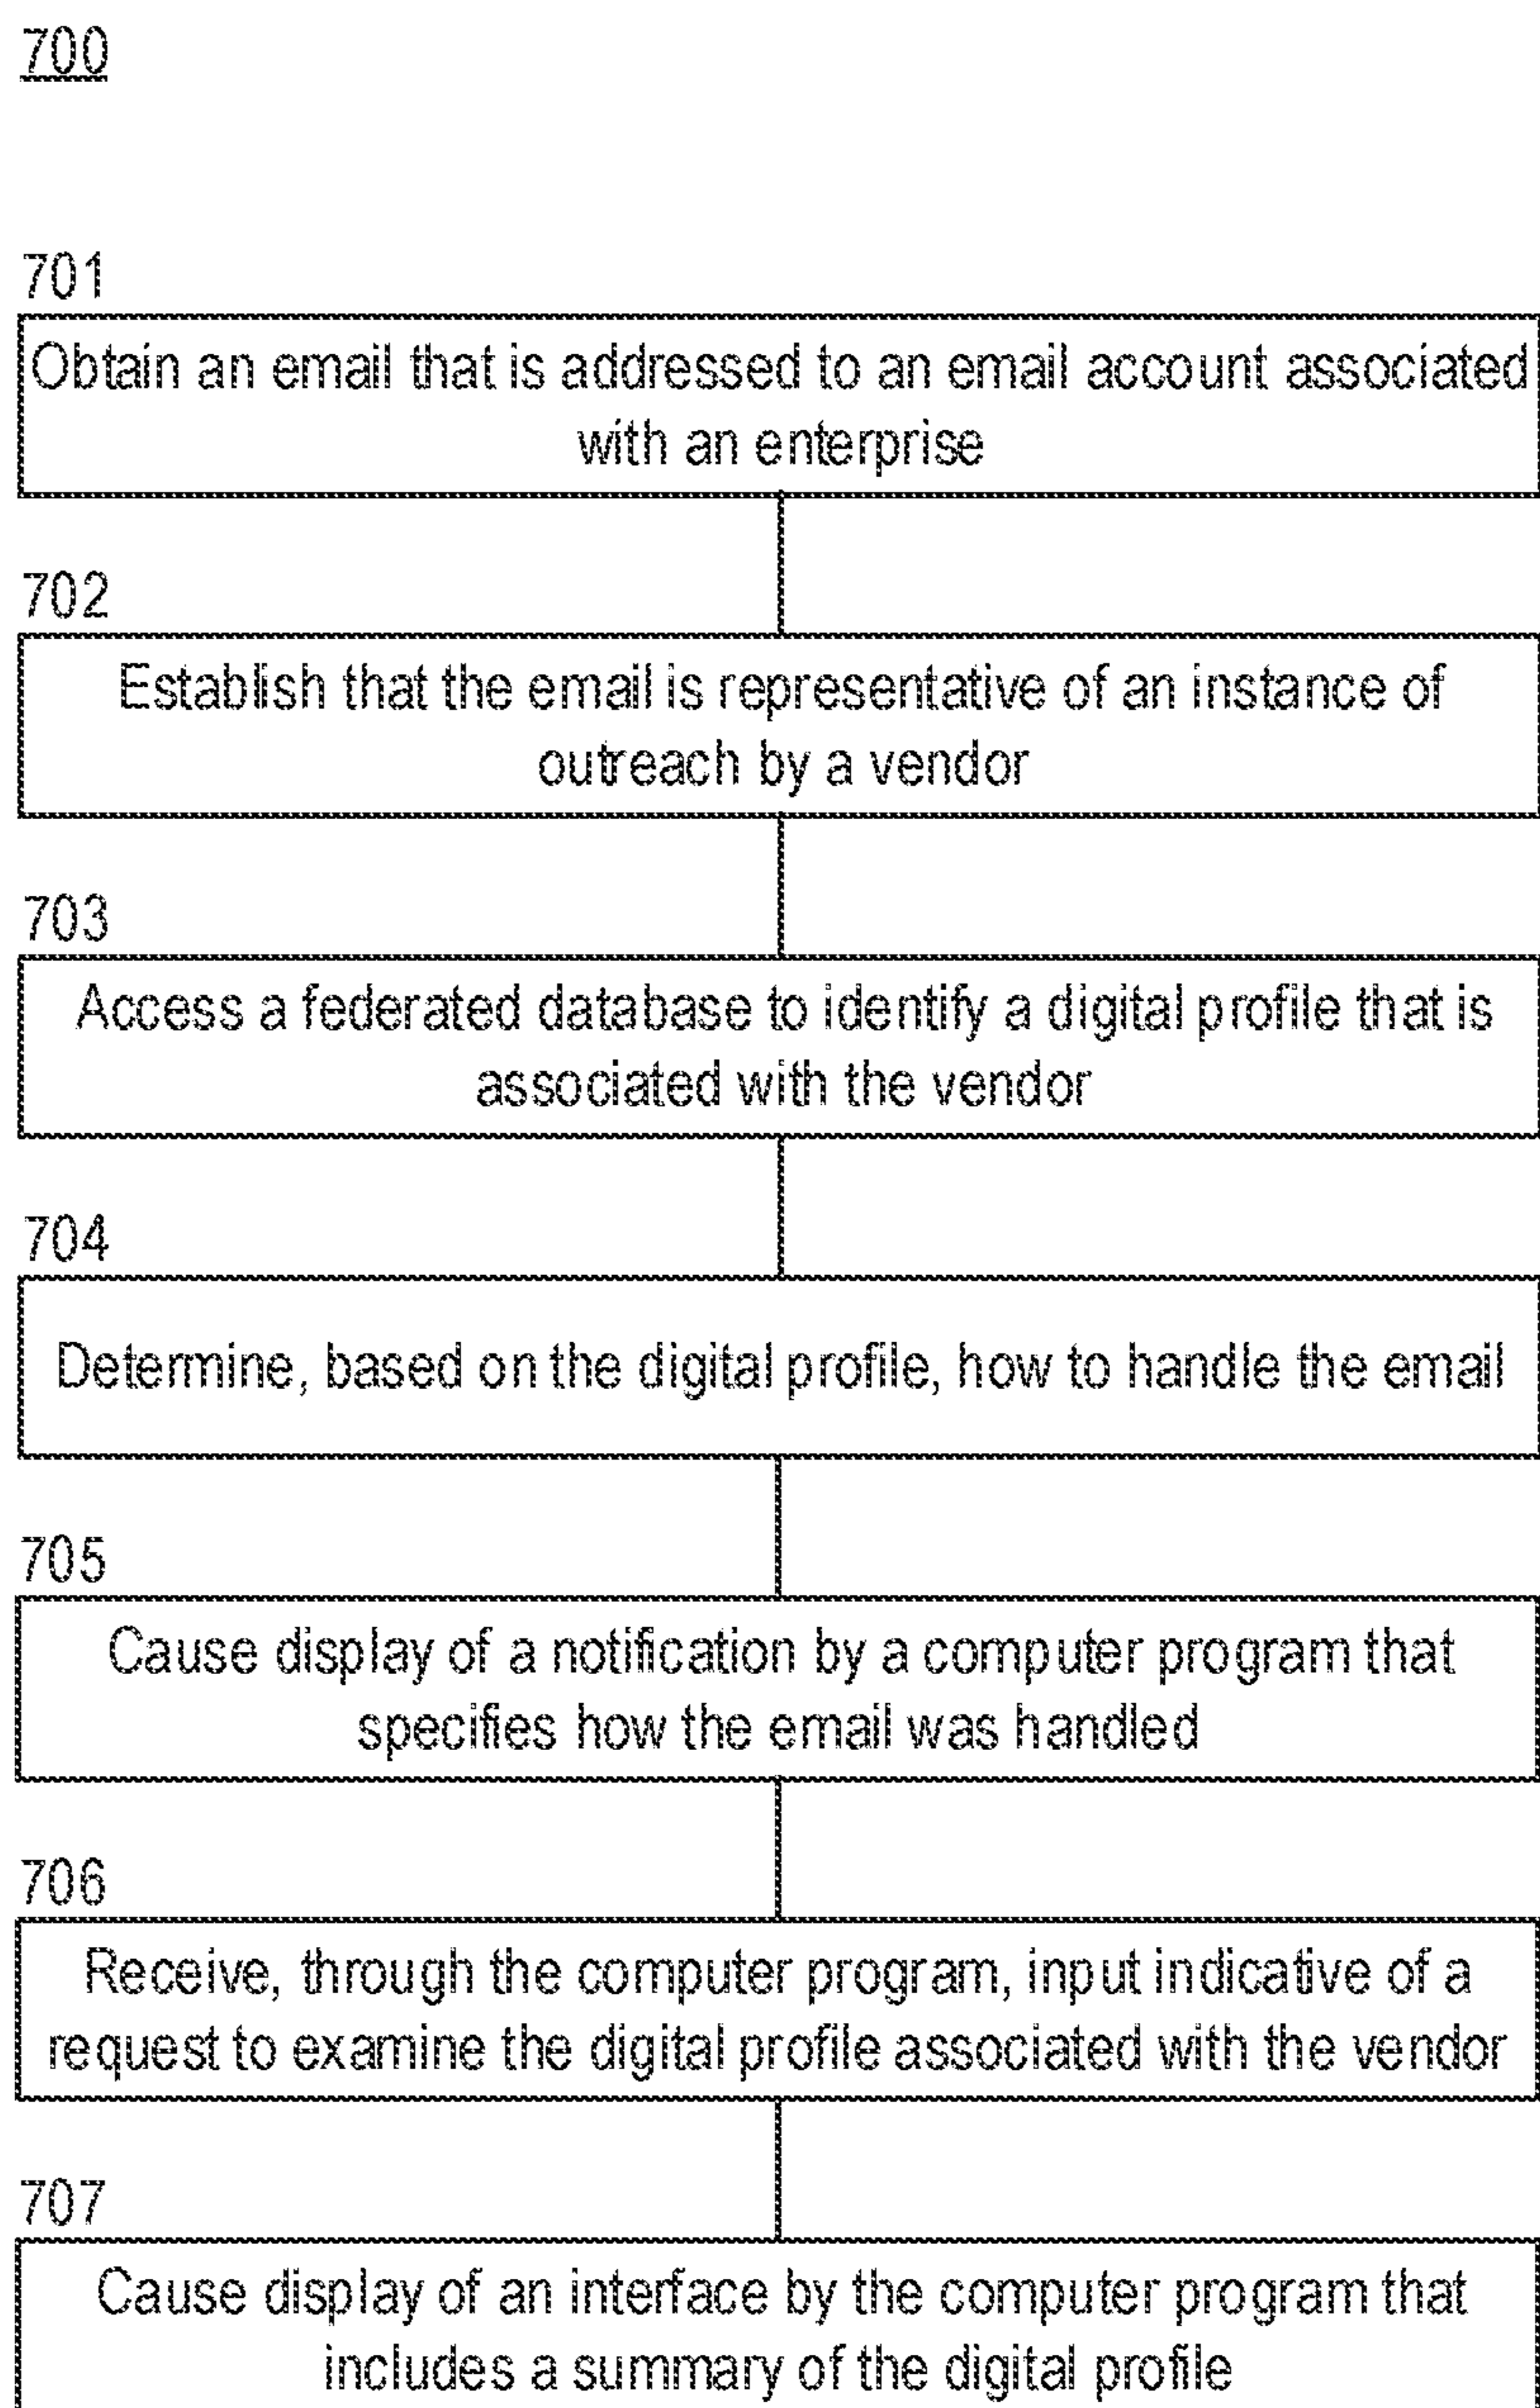 700
701
Obtain an email that is addressed to an email account associated
with an enterprise
702
Establish that the email is representative of an instance of
outreach by a vendor
703
Access a federated database to identify a digital profile that is
associated with the vendor
704
Determine, based on the digital profile, how to handle the email
705
Cause display of a notification by a computer program that
specifies how the email was handled
706
Receive, through the computer program, input indicative of a
request to examine the digital profile associated with the vendor
707
Cause display of an interface by the computer program that
includes a summary of the digital profile